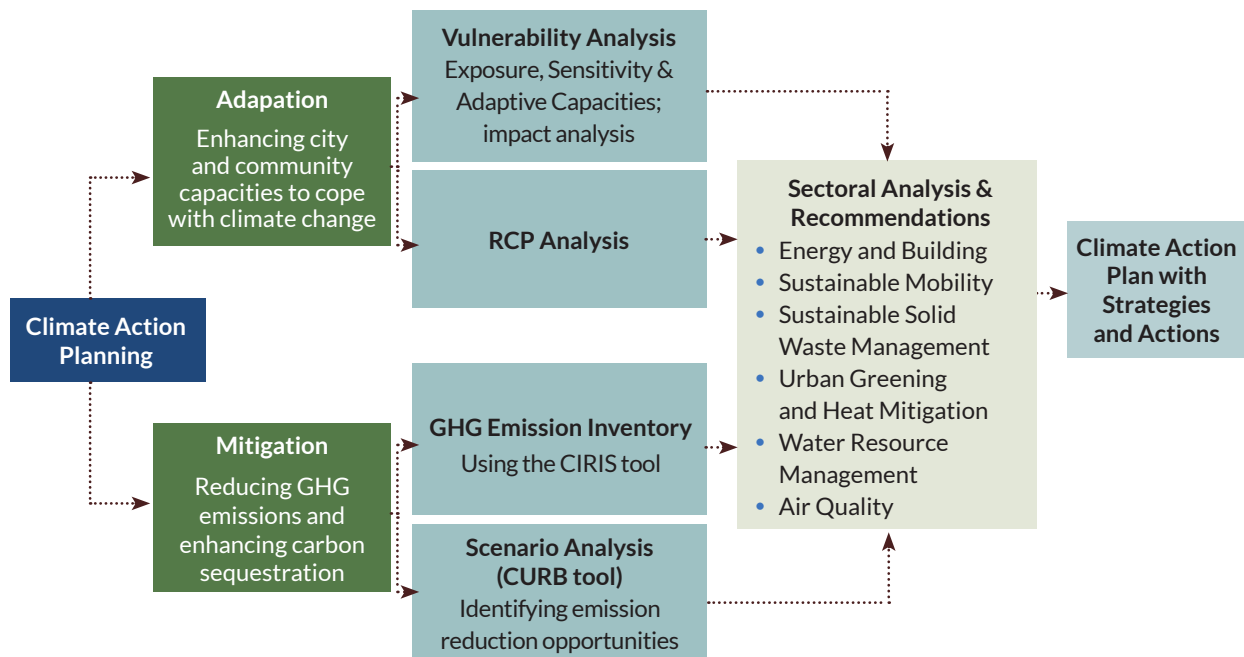 Climate Action
Planning
Adapation
Enhancing city
and community
capacities to cope
with climate change
Mitigation
Reducing GHG
emissions and
enhancing carbon
sequestration
Vulnerability Analysis
Exposure, Sensitivity &
Adaptive Capacities;
impact analysis
RCP Analysis
GHG Emission Inventory
Using the CIRIS tool
Scenario Analysis
(CURB tool)
Identifying emission
reduction opportunities
Sectoral Analysis &
Recommendations
• Energy and Building
• Sustainable Mobility
• Sustainable Solid
Waste Management
• Urban Greening
and Heat Mitigation
• Water Resource
Management
• Air Quality
Climate Action
Plan with
Strategies
and Actions